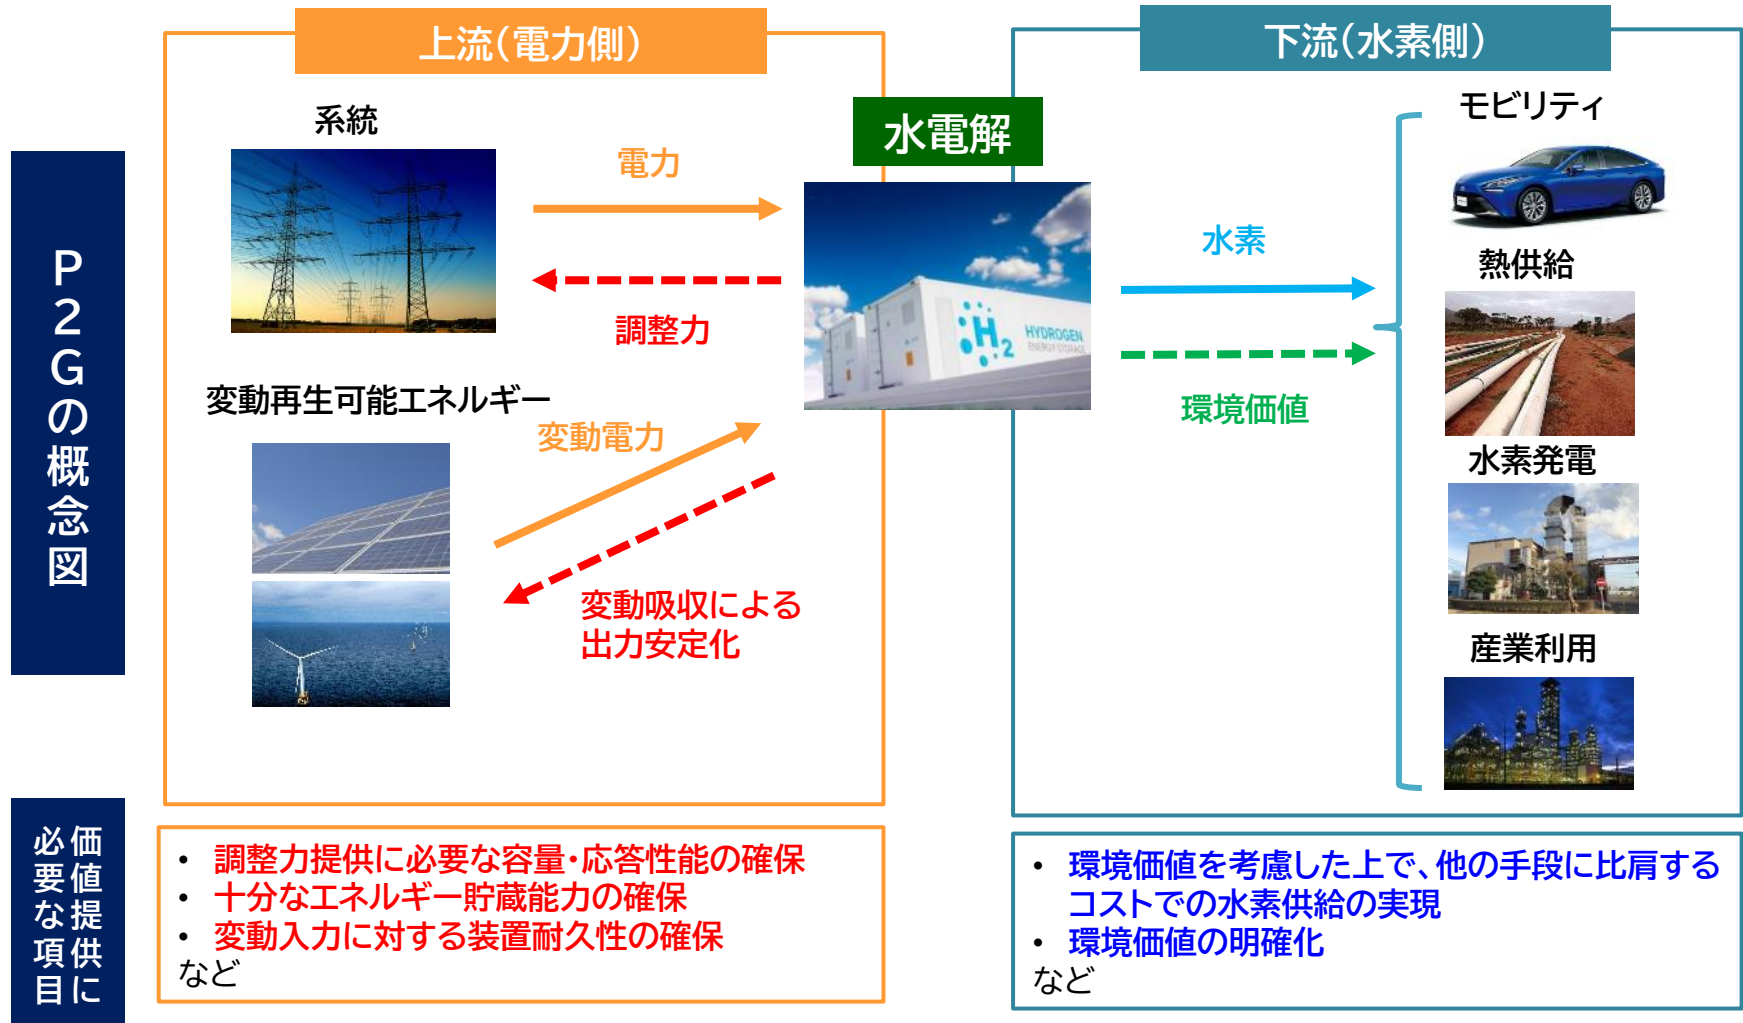 上流（電力側）
下流（水素側）
水電解
P2Gの概念図
系統
電力
調整力
変動再生可能エネルギー
変動電力
変動吸収による
出力安定化
H2
HYDROGEN
ENERGY STORAGE
水素
環境価値
モビリティ
熱供給
水素発電
産業利用
価値提供に
必要な項目
• 調整力提供に必要な容量・応答性能の確保
• 十分なエネルギー貯蔵能力の確保
• 変動入力に対する装置耐久性の確保
など
• 環境価値を考慮した上で、他の手段に比肩する
コストでの水素供給の実現
• 環境価値の明確化
など